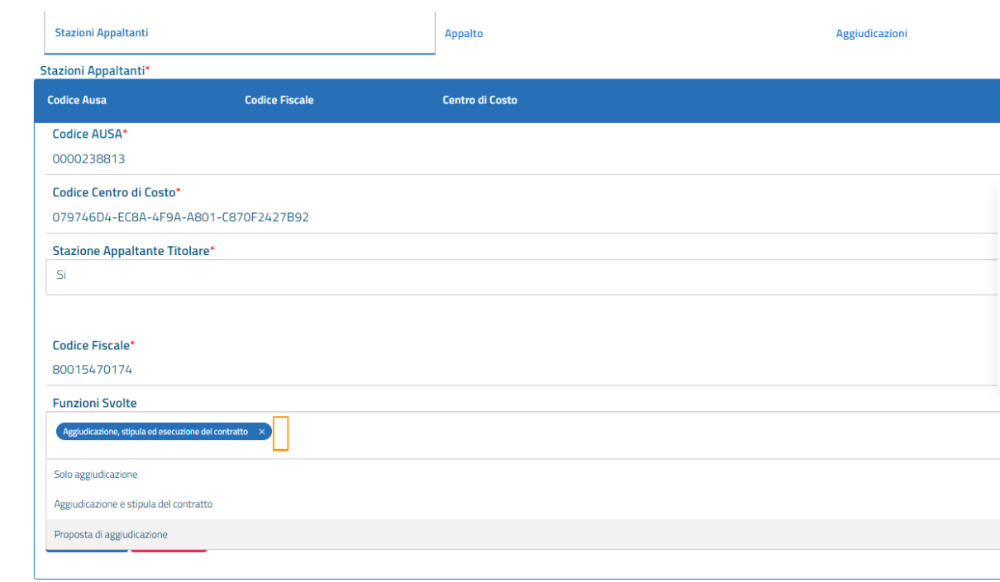 Stazioni Appaltanti Appalto Aggiudicazioni
Stazioni Appaltanti*
Codice Ausa Codice Fiscale Centro di Costo
Codice AUSA*
0000238813
Codice Centro di Costo*
079746D4-EC8A-4F9A-A801-C870F2427B92
Stazione Appaltante Titolare*
Si
Codice Fiscale*
80015470174
Funzioni Svolte
Aggiudicazione, stipula ed esecuzione del contratto ×
Solo aggiudicazione
Aggiudicazione e stipula del contratto
Proposta di aggiudicazione